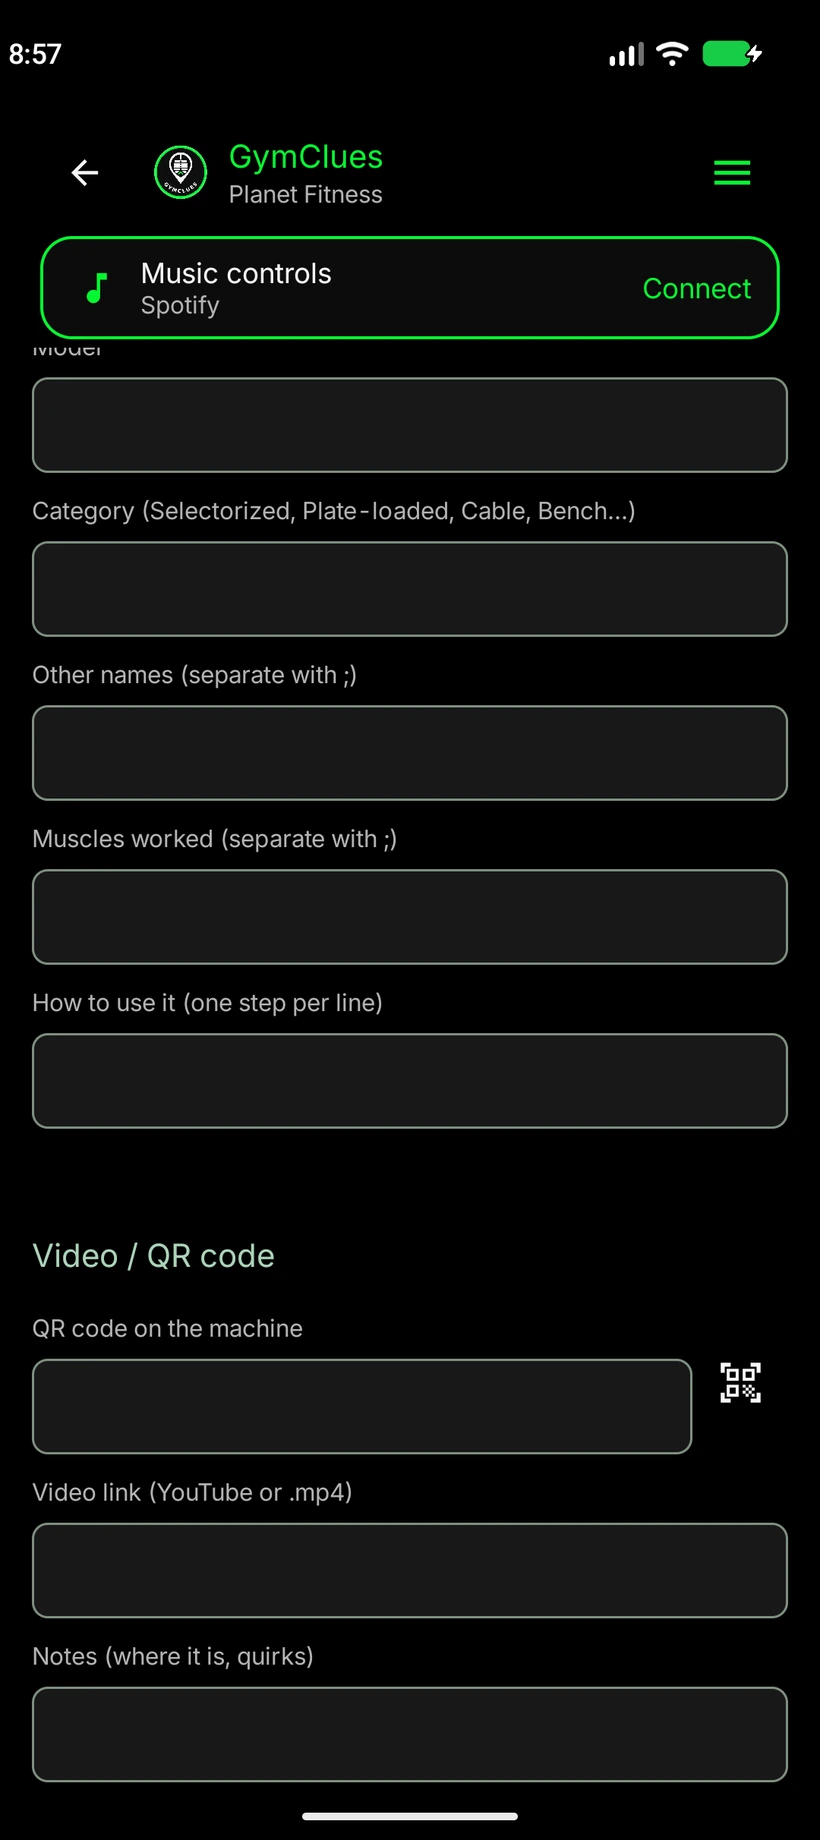 8:57
GymClues
Planet Fitness
GYMCLUES
Music controls
Spotify
Connect
Model
Category (Selectorized, Plate-loaded, Cable, Bench...)
Other names (separate with ;)
Muscles worked (separate with ;)
How to use it (one step per line)
Video / QR code
QR code on the machine
Video link (YouTube or .mp4)
Notes (where it is, quirks)